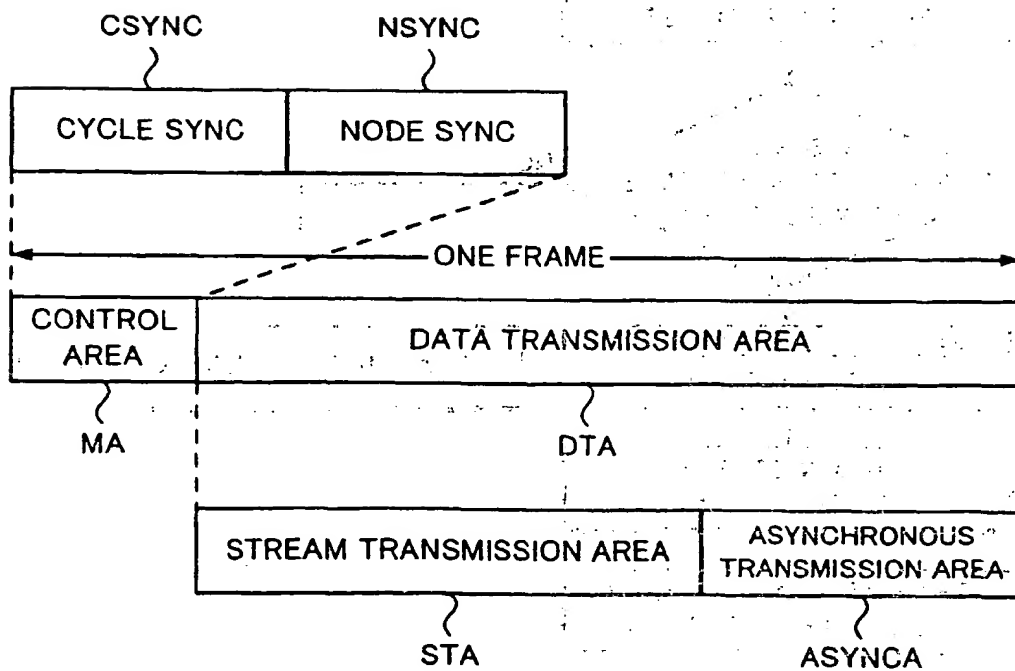 CSYNC NSYNC
CYCLE SYNC NODE SYNC
ONE FRAME
CONTROL AREA
DATA TRANSMISSION AREA
MA DTA
STREAM TRANSMISSION AREA
ASYNCHRONOUS
TRANSMISSION AREA
STA ASYNCA